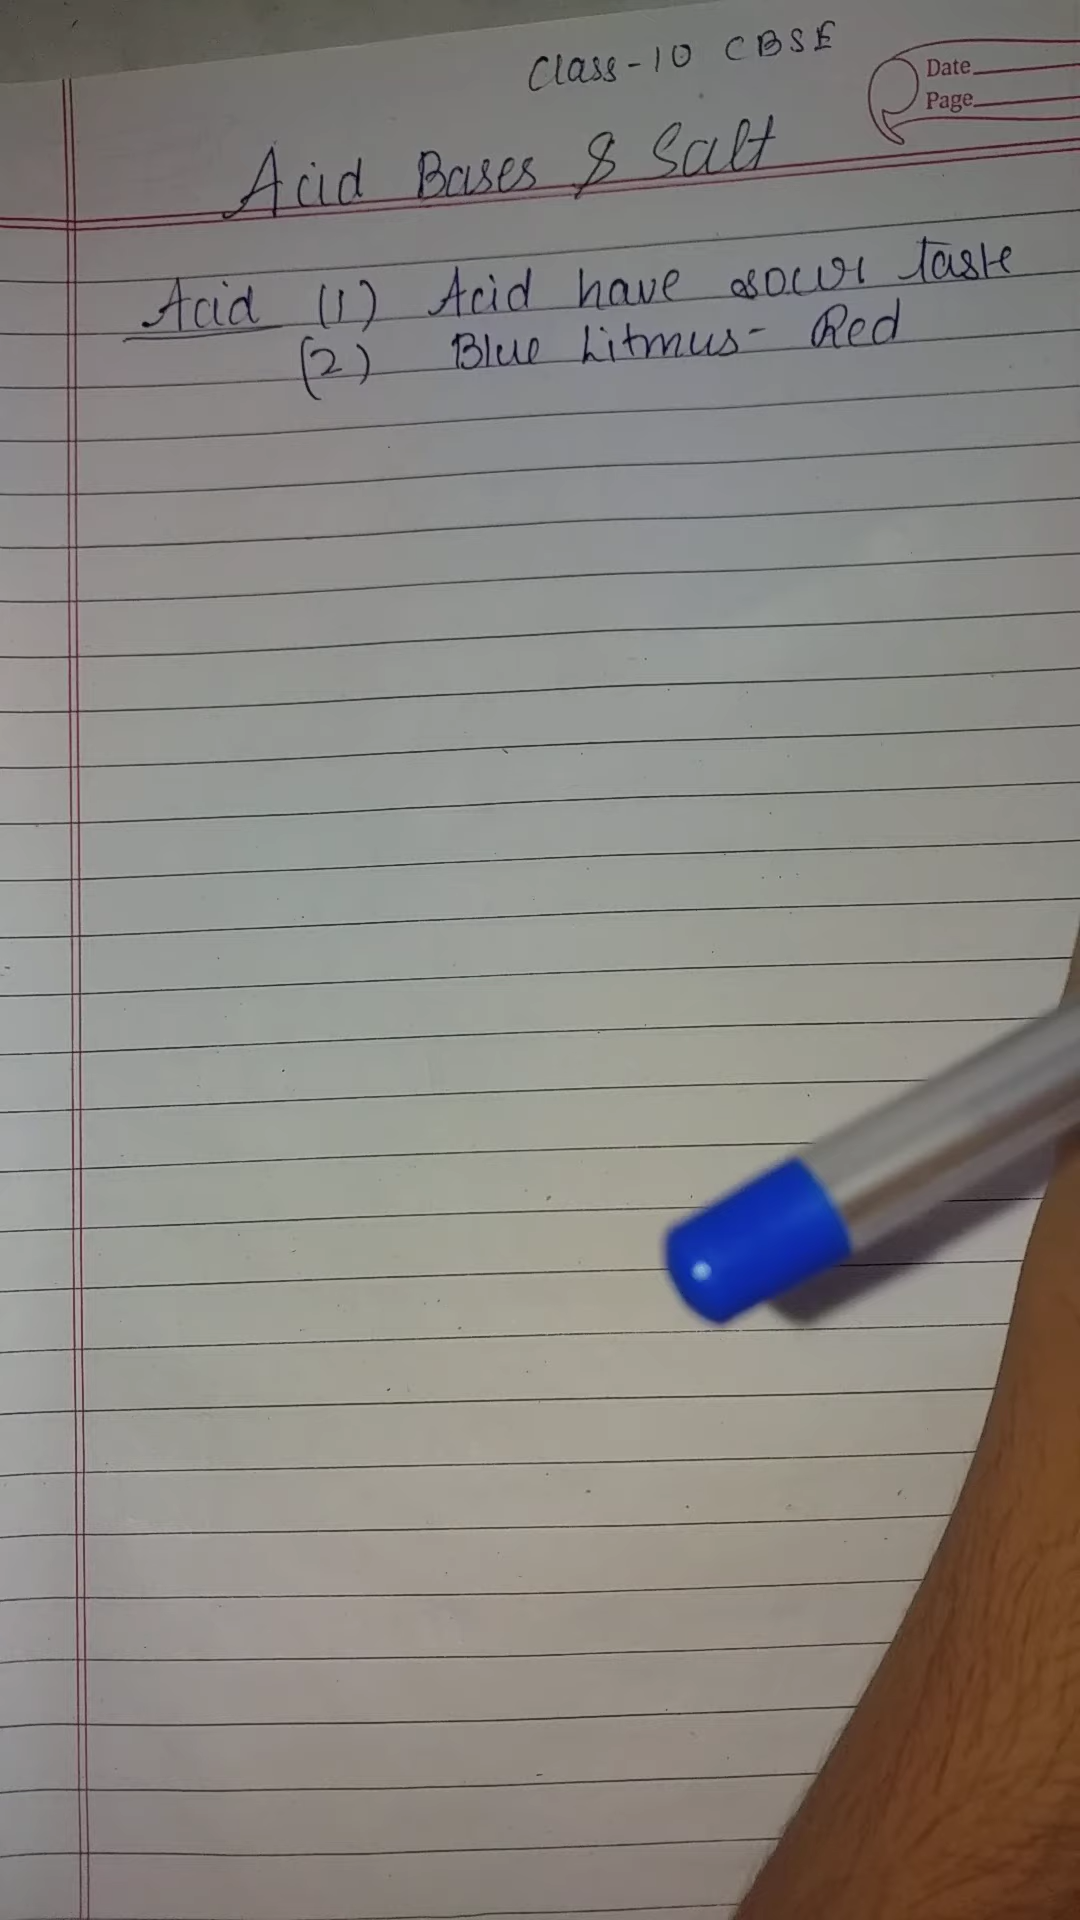 Class-10 CBSE
Date
Page
Acid Bases & Salt
Acid (1) Acid have sour taste
(2) Blue Litmus- Red